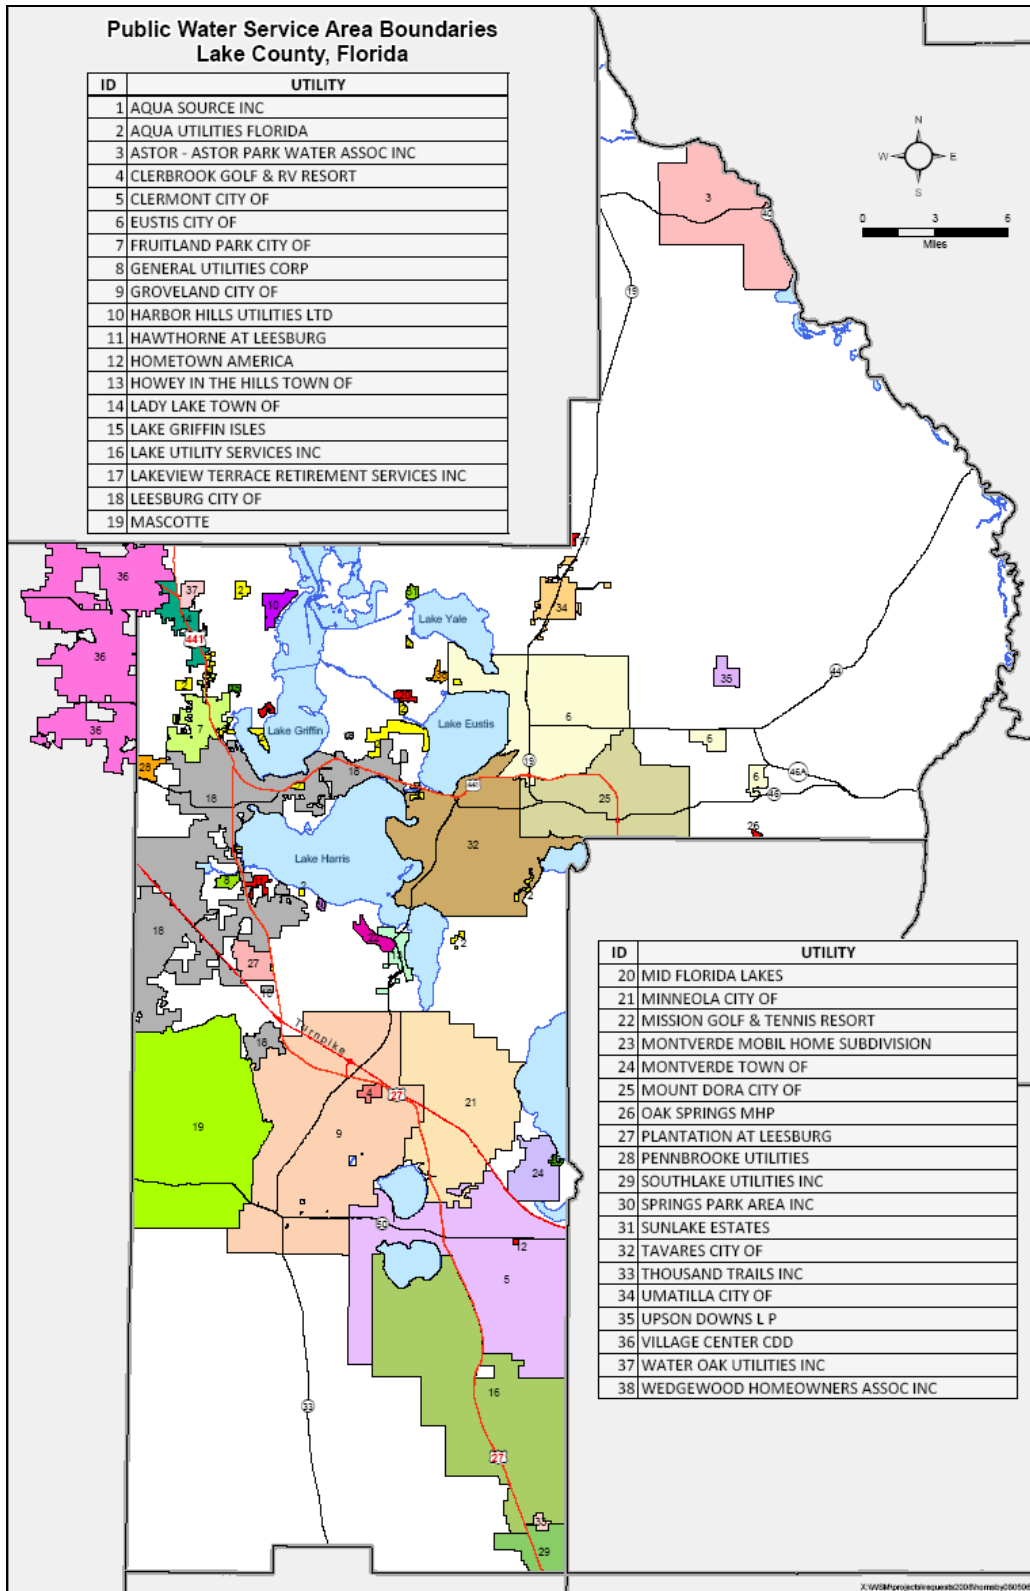 Public Water Service Area Boundaries
Lake County, Florida
ID UTILITY
1 AQUA SOURCE INC
2 AQUA UTILITIES FLORIDA
3 ASTOR - ASTOR PARK WATER ASSOC INC
4 CLERBROOK GOLF & RV RESORT
5 CLERMONT CITY OF
6 EUSTIS CITY OF
7 FRUITLAND PARK CITY OF
8 GENERAL UTILITIES CORP
9 GROVELAND CITY OF
10 HARBOR HILLS UTILITIES LTD
11 HAWTHORNE AT LEESBURG
12 HOMETOWN AMERICA
13 HOWEY IN THE HILLS TOWN OF
14 LADY LAKE TOWN OF
15 LAKE GRIFFIN ISLES
16 LAKE UTILITY SERVICES INC
17 LAKEVIEW TERRACE RETIREMENT SERVICES INC
18 LEESBURG CITY OF
19 MASCOTTE
N
W E
S
0 3 6
Miles
3
40
19
36
37
2
10
31
34
14
Lake Yale
441
36
2
35
44
36
7
Lake Griffin
Lake Eustis
6
6
28
18
18
19
441
6
46A
46
25
26
Lake Harris
32
8
2
2
18
22
2
27
18
Turnpike
19
4
27
21
9
24
50
12
5
16
33
27
33
29
ID UTILITY
20 MID FLORIDA LAKES
21 MINNEOLA CITY OF
22 MISSION GOLF & TENNIS RESORT
23 MONTVERDE MOBIL HOME SUBDIVISION
24 MONTVERDE TOWN OF
25 MOUNT DORA CITY OF
26 OAK SPRINGS MHP
27 PLANTATION AT LEESBURG
28 PENNBROOKE UTILITIES
29 SOUTHLAKE UTILITIES INC
30 SPRINGS PARK AREA INC
31 SUNLAKE ESTATES
32 TAVARES CITY OF
33 THOUSAND TRAILS INC
34 UMATILLA CITY OF
35 UPSON DOWNS L P
36 VILLAGE CENTER CDD
37 WATER OAK UTILITIES INC
38 WEDGEWOOD HOMEOWNERS ASSOC INC